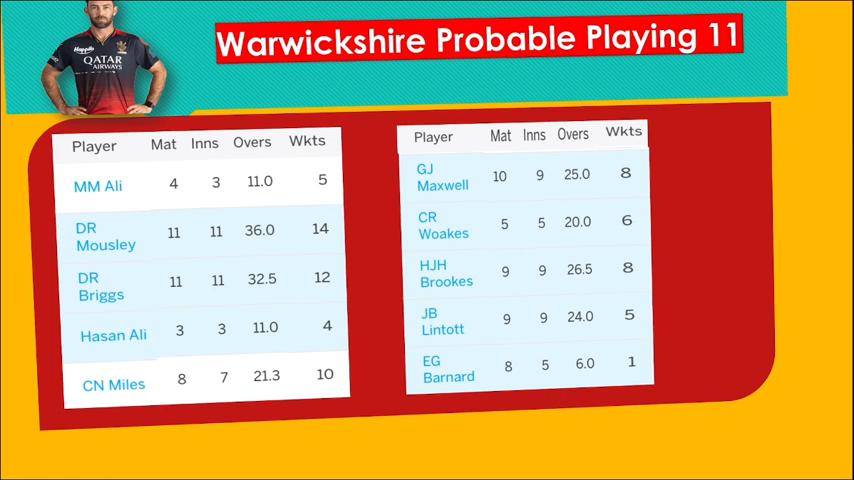 Warwickshire Probable Playing 11
Happilo
QATAR
AIRWAYS
Player Mat Inns Overs Wkts
MM Ali 4 3 11.0 5
DR
Mousley 11 11 36.0 14
DR
Briggs 11 11 32.5 12
Hasan Ali 3 3 11.0 4
CN Miles 8 7 21.3 10
Player Mat Inns Overs Wkts
GJ
Maxwell 10 9 25.0 8
CR
Woakes 5 5 20.0 6
HJH
Brookes 9 9 26.5 8
JB
Lintott 9 9 24.0 5
EG
Barnard 8 5 6.0 1